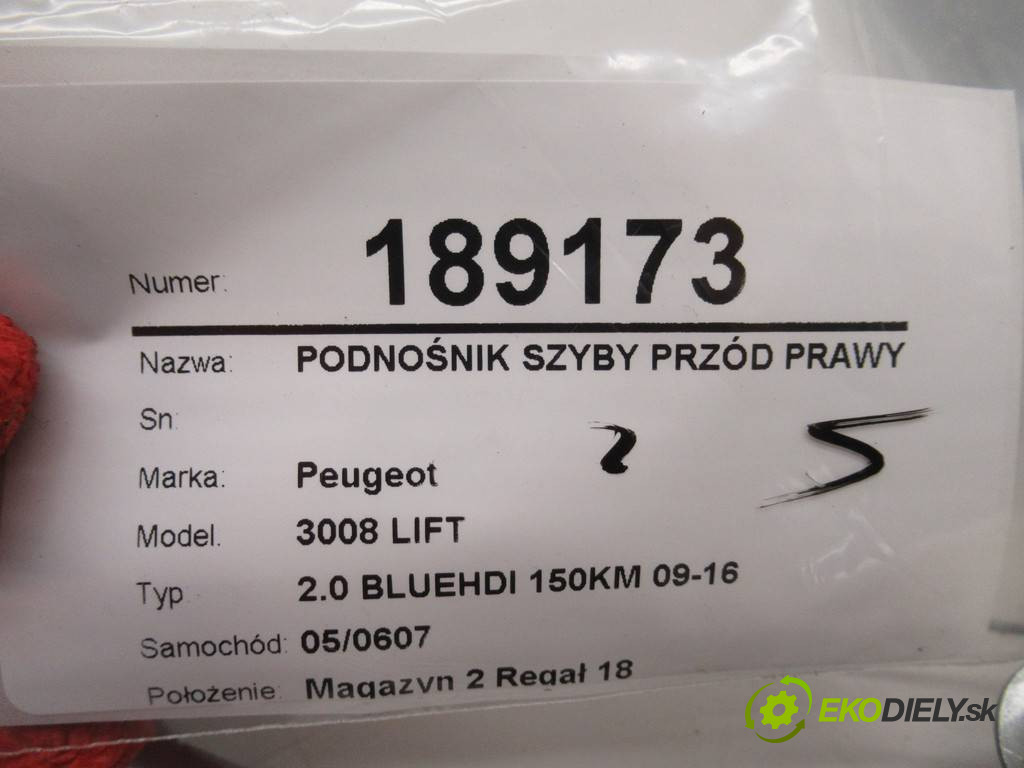 Numer: 189173
Nazwa: PODNOŚNIK SZYBY PRZÓD PRAWY
Sn:
2 5
Marka: Peugeot
Model. 3008 LIFT
Typ 2.0 BLUEHDI 150KM 09-16
Samochód: 05/0607
Położenie: Magazyn 2 Regał 18
EKODIELY.sk